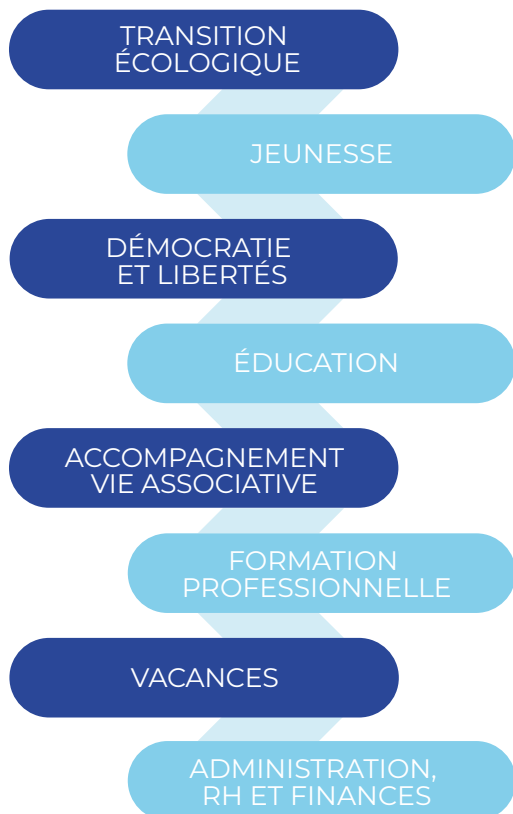 TRANSITION
ÉCOLOGIQUE
JEUNESSE
DÉMOCRATIE
ET LIBERTÉS
ÉDUCATION
ACCOMPAGNEMENT
VIE ASSOCIATIVE
FORMATION
PROFESSIONNELLE
VACANCES
ADMINISTRATION,
RH ET FINANCES